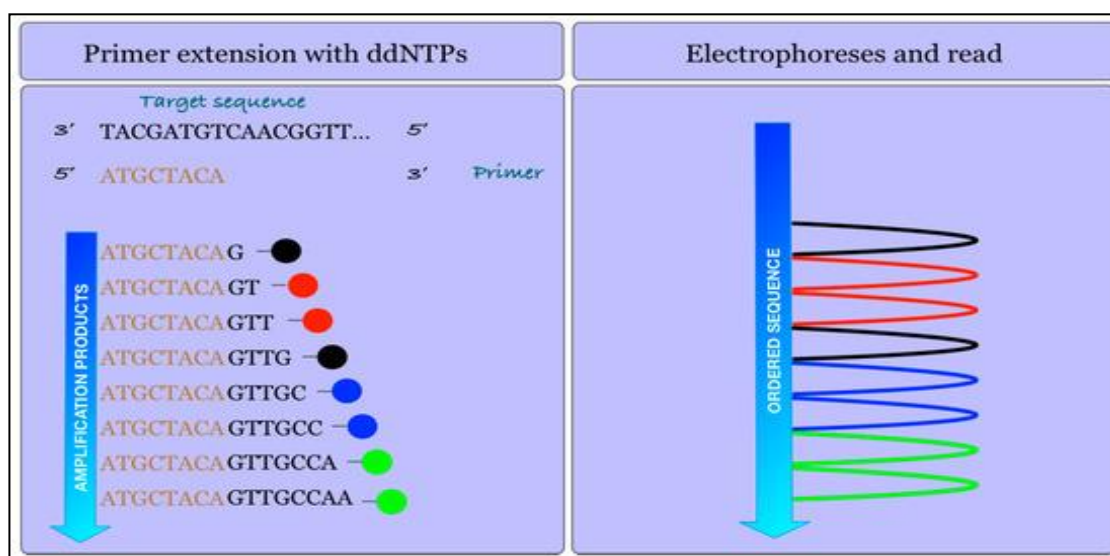 Primer extension with ddNTPs
Target sequence
3' TACGATGTCAACGGTT... 5'
5' ATGCTACA 3' Primer
AMPLIFICATION PRODUCTS
ATGCTACAG
ATGCTACAGT
ATGCTACAGTT
ATGCTACAGTTG
ATGCTACAGTTGC
ATGCTACAGTTGCC
ATGCTACAGTTGCCA
ATGCTACAGTTGCCAA
Electrophoreses and read
ORDERED SEQUENCE